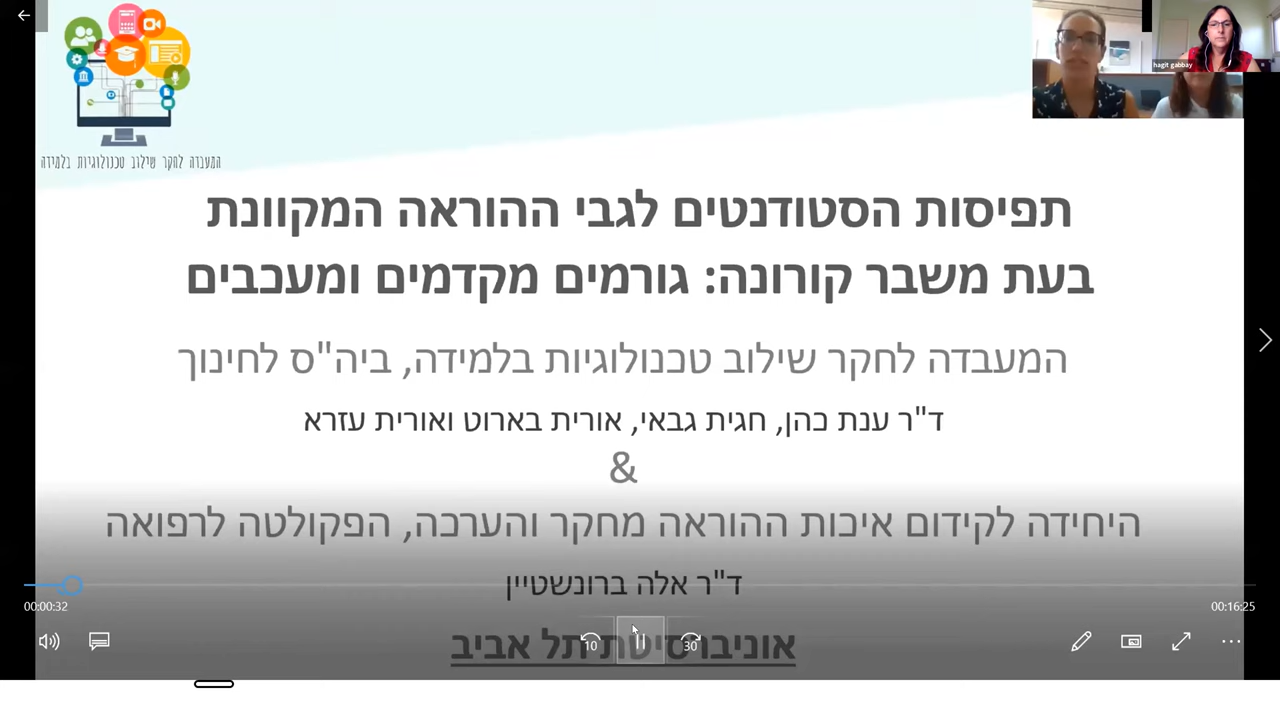 hagit gabbay
המעבדה לחקר שילוב טכנולוגיות בלמידה
תפיסות הסטודנטים לגבי ההוראה המקוונת
בעת משבר קורונה: גורמים מקדמים ומעכבים
המעבדה לחקר שילוב טכנולוגיות בלמידה, ביה"ס לחינוך
ד"ר ענת כהן, חגית גבאי, אורית בארוט ואורית עזרא
&
היחידה לקידום איכות ההוראה מחקר והערכה, הפקולטה לרפואה
ד"ר אלה ברונשטיין
00:00:32
00:16:25
10
30
אוניברסיטת תל אביב